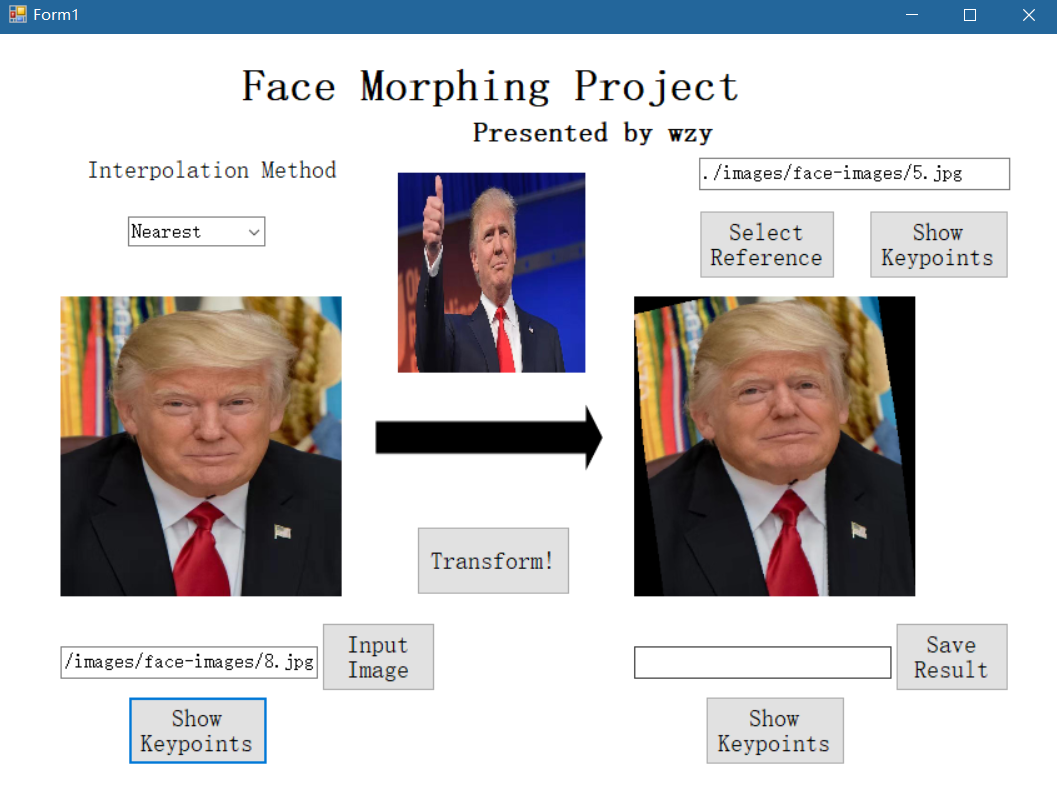 Form1
Face Morphing Project
Presented by wzy
Interpolation Method
Nearest
./images/face-images/5.jpg
Select
Reference
Show
Keypoints
Transform!
/images/face-images/8.jpg
Input
Image
Show
Keypoints
Save
Result
Show
Keypoints